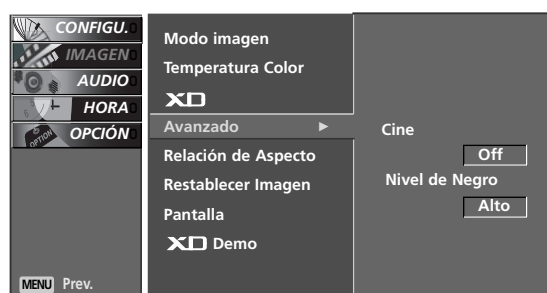 CONFIGU.
IMAGEN
AUDIO
HORA
OPCIÓN
OPTION
MENU Prev.
Modo imagen
Temperatura Color
XD
Avanzado ►
Relación de Aspecto
Restablecer Imagen
Pantalla
XD Demo
Cine
Off
Nivel de Negro
Alto